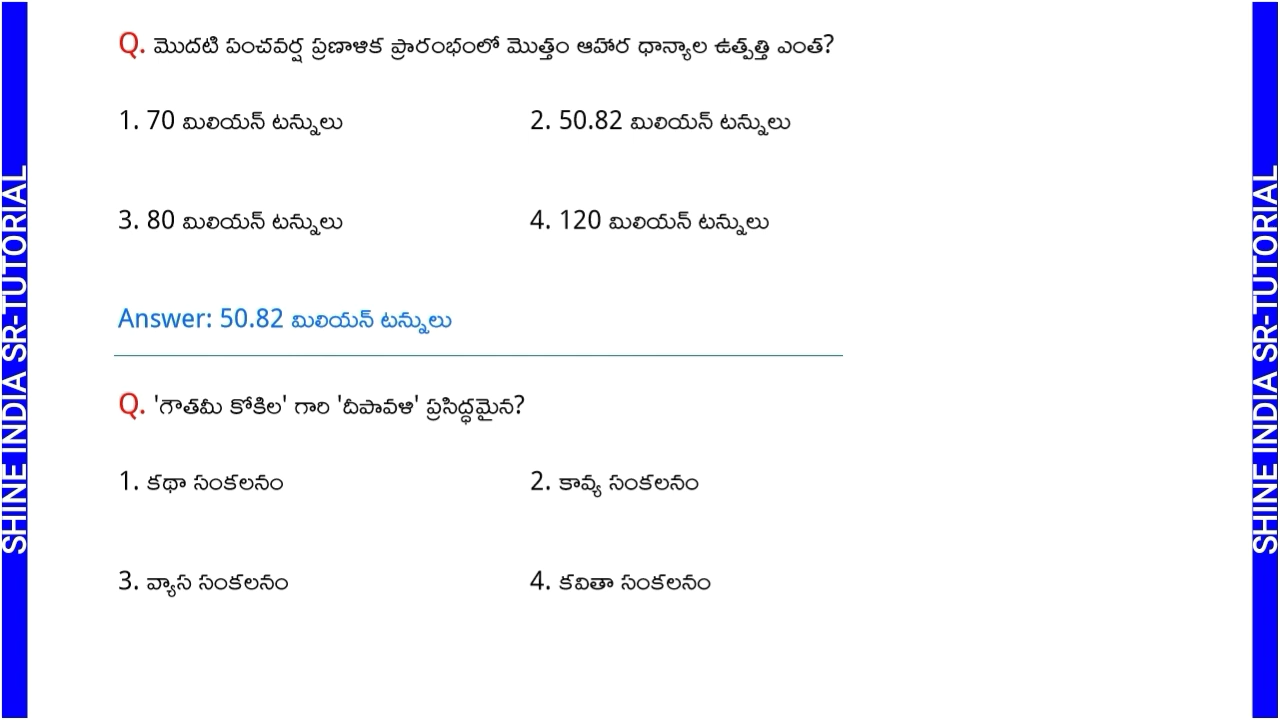 SHINE INDIA SR-TUTORIAL
Q. మొదటి పంచవర్ష ప్రణాళిక ప్రారంభంలో మొత్తం ఆహార ధాన్యాల ఉత్పత్తి ఎంత?
1. 70 మిలియన్ టన్నులు 2. 50.82 మిలియన్ టన్నులు
3. 80 మిలియన్ టన్నులు 4. 120 మిలియన్ టన్నులు
Answer: 50.82 మిలియన్ టన్నులు
Q. 'గౌతమీ కోకిల' గారి 'దీపావళి' ప్రసిద్ధమైన?
1. కథా సంకలనం 2. కావ్య సంకలనం
3. వ్యాస సంకలనం 4. కవితా సంకలనం
SHINE INDIA SR-TUTORIAL